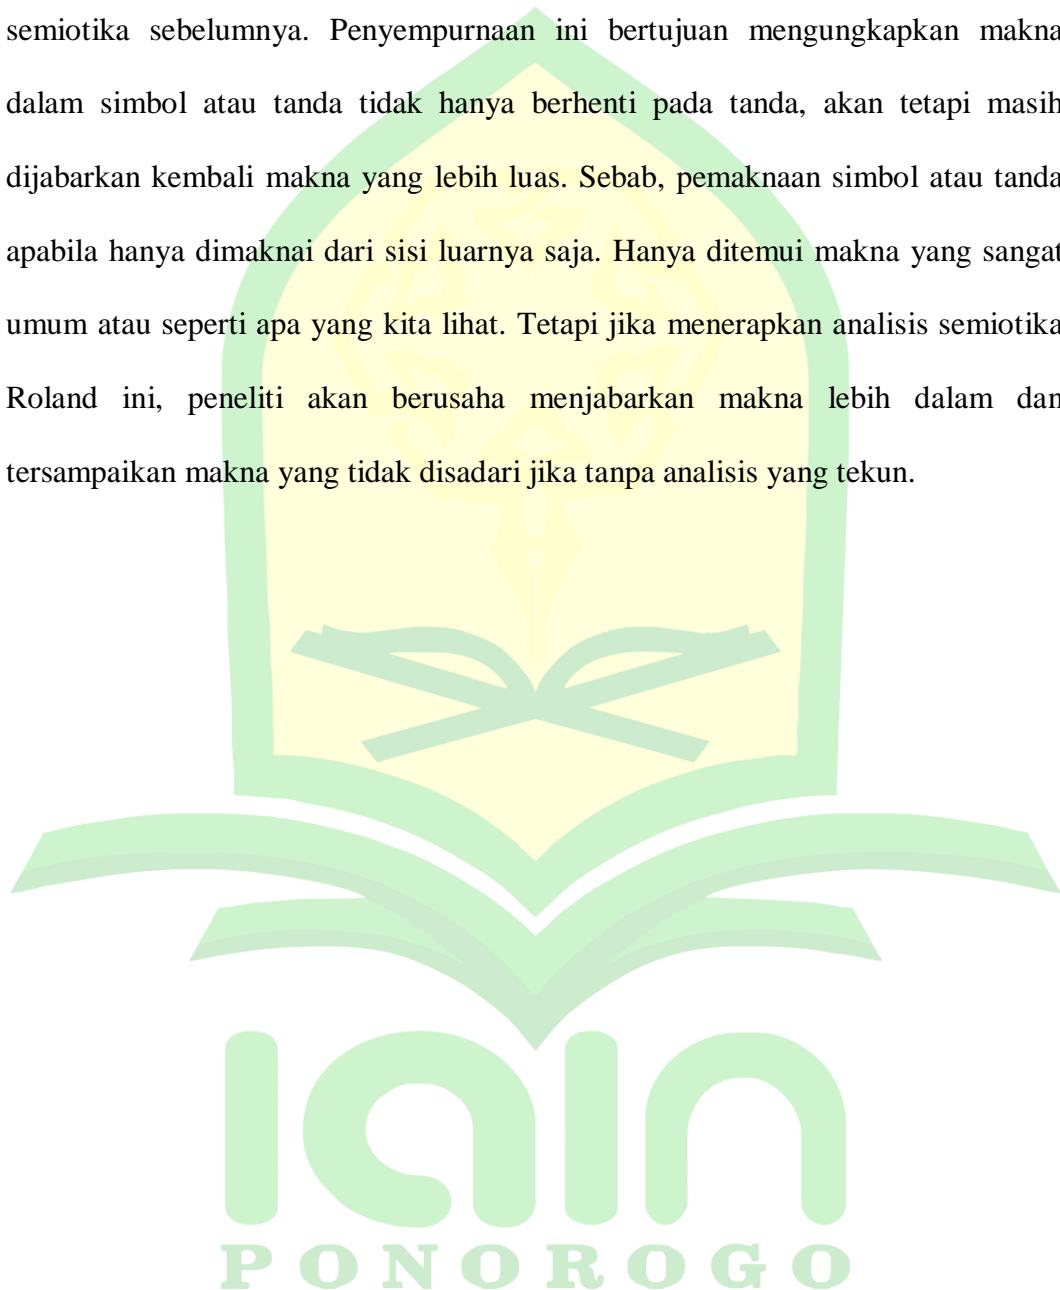 semiotika sebelumnya. Penyempurnaan ini bertujuan mengungkapkan makna
dalam simbol atau tanda tidak hanya berhenti pada tanda, akan tetapi masih
dijabarkan kembali makna yang lebih luas. Sebab, pemaknaan simbol atau tanda
apabila hanya dimaknai dari sisi luarnya saja. Hanya ditemui makna yang sangat
umum atau seperti apa yang kita lihat. Tetapi jika menerapkan analisis semiotika
Roland ini, peneliti akan berusaha menjabarkan makna lebih dalam dan
tersampaikan makna yang tidak disadari jika tanpa analisis yang tekun.
iain
PONOROGO